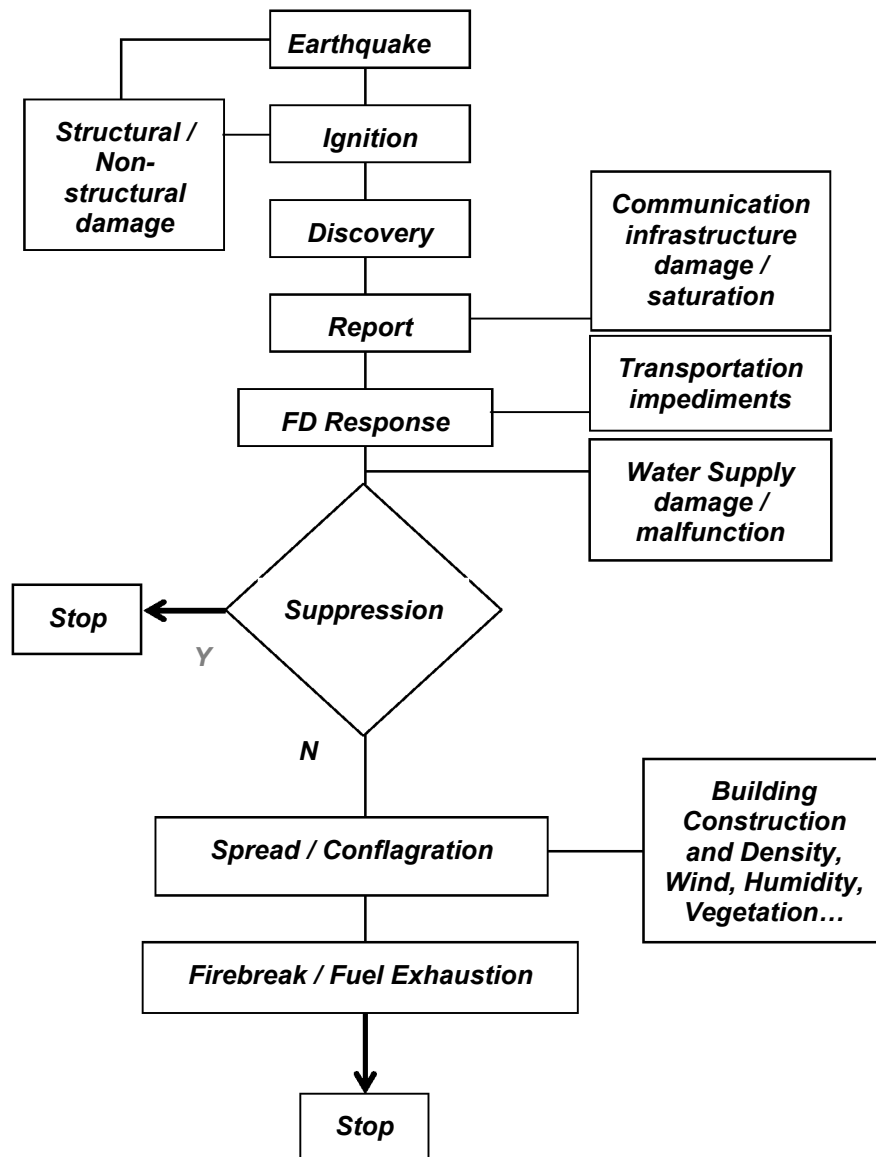 Earthquake
Structural /
Non-
structural
damage
Ignition
Discovery
Communication
infrastructure
damage /
saturation
Report
Transportation
impediments
FD Response
Water Supply
damage /
malfunction
Suppression
Stop
Y
N
Building
Construction
and Density,
Wind, Humidity,
Vegetation…
Spread / Conflagration
Firebreak / Fuel Exhaustion
Stop